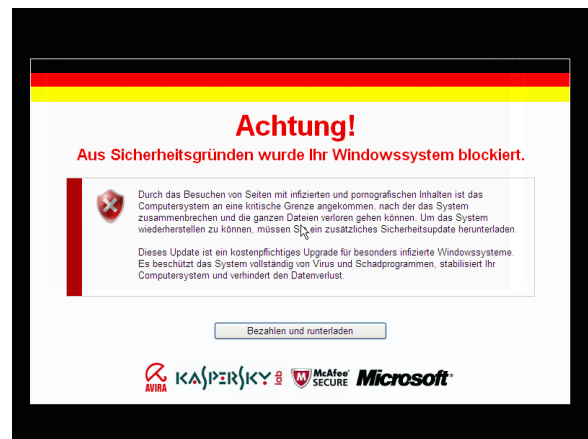 Achtung!
Aus Sicherheitsgründen wurde Ihr Windowssystem blockiert.
Durch das Besuchen von Seiten mit infizierten und pornografischen Inhalten ist das
Computersystem an eine kritische Grenze angekommen, nach der das System
zusammenbrechen und die ganzen Dateien verloren gehen können. Um das System
wiederherstellen zu können, müssen Sie ein zusätzliches Sicherheitsupdate herunterladen.
Dieses Update ist ein kostenpflichtiges Upgrade für besonders infizierte Windowssysteme.
Es beschützt das System vollständig von Virus und Schadprogrammen, stabilisiert Ihr
Computersystem und verhindert den Datenverlust.
Bezahlen und runterladen
AVIRA KASPERSKY lab McAfee SECURE Microsoft